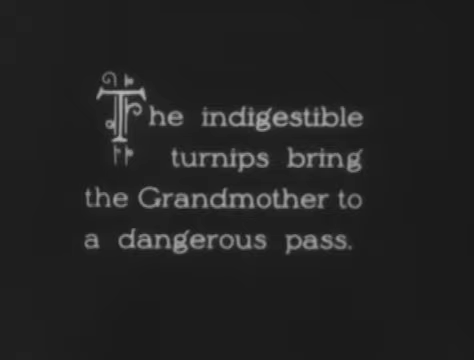 The indigestible
turnips bring
the Grandmother to
a dangerous pass.